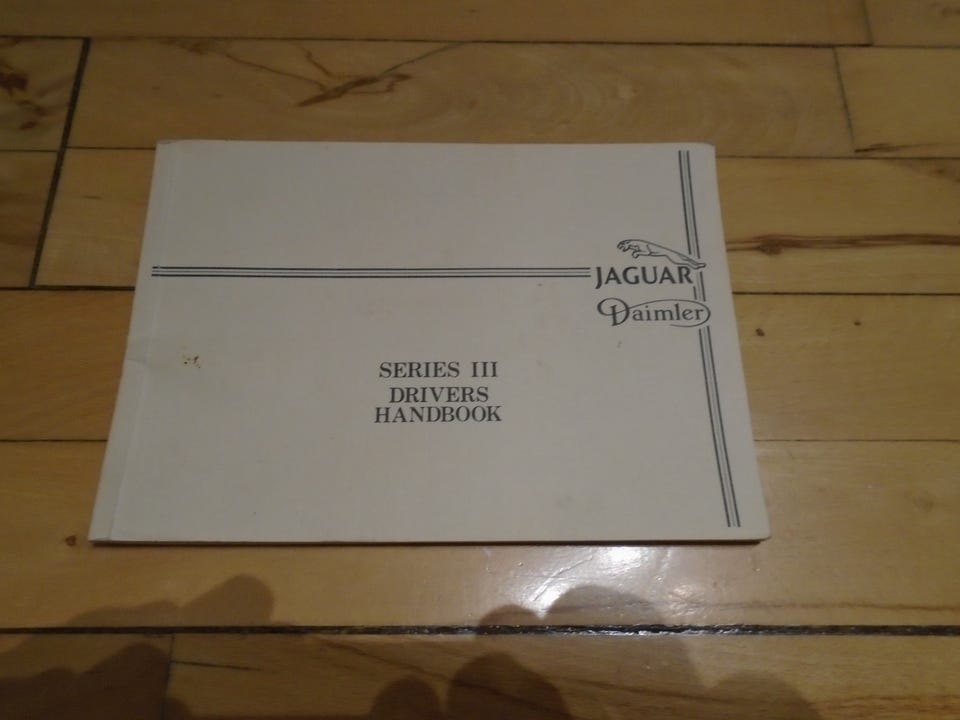 JAGUAR
Daimler
SERIES III
DRIVERS
HANDBOOK